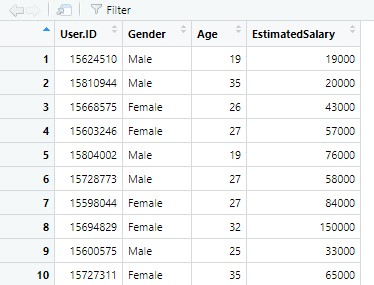 Filter
User.ID Gender Age EstimatedSalary
1 15624510 Male 19 19000
2 15810944 Male 35 20000
3 15668575 Female 26 43000
4 15603246 Female 27 57000
5 15804002 Male 19 76000
6 15728773 Male 27 58000
7 15598044 Female 27 84000
8 15694829 Female 32 150000
9 15600575 Male 25 33000
10 15727311 Female 35 65000